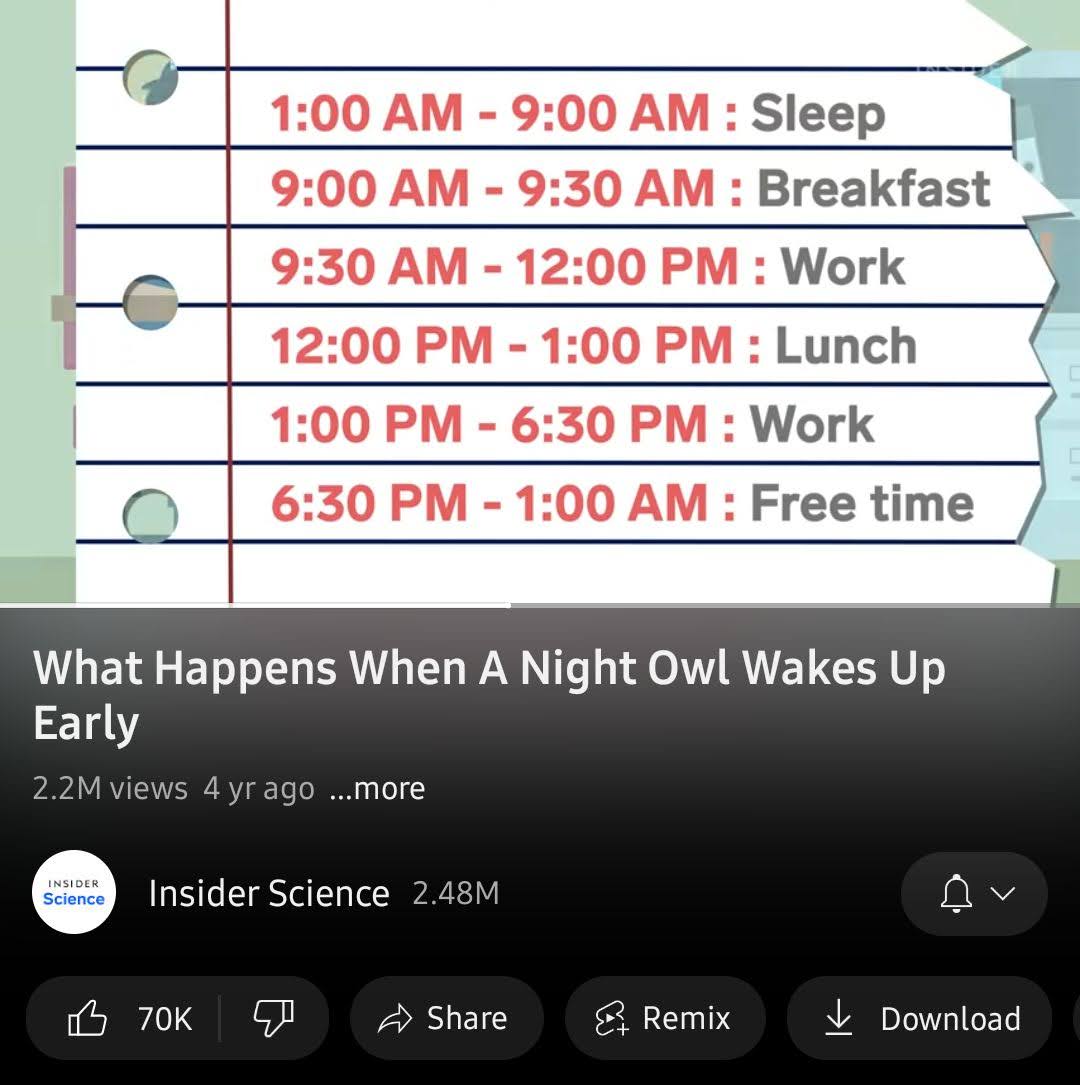 1:00 AM - 9:00 AM : Sleep
9:00 AM - 9:30 AM : Breakfast
9:30 AM - 12:00 PM : Work
12:00 PM - 1:00 PM : Lunch
1:00 PM - 6:30 PM : Work
6:30 PM - 1:00 AM : Free time
What Happens When A Night Owl Wakes Up
Early
2.2M views 4 yr ago ...more
INSIDER
Science
Insider Science 2.48M
70K Share Remix Download